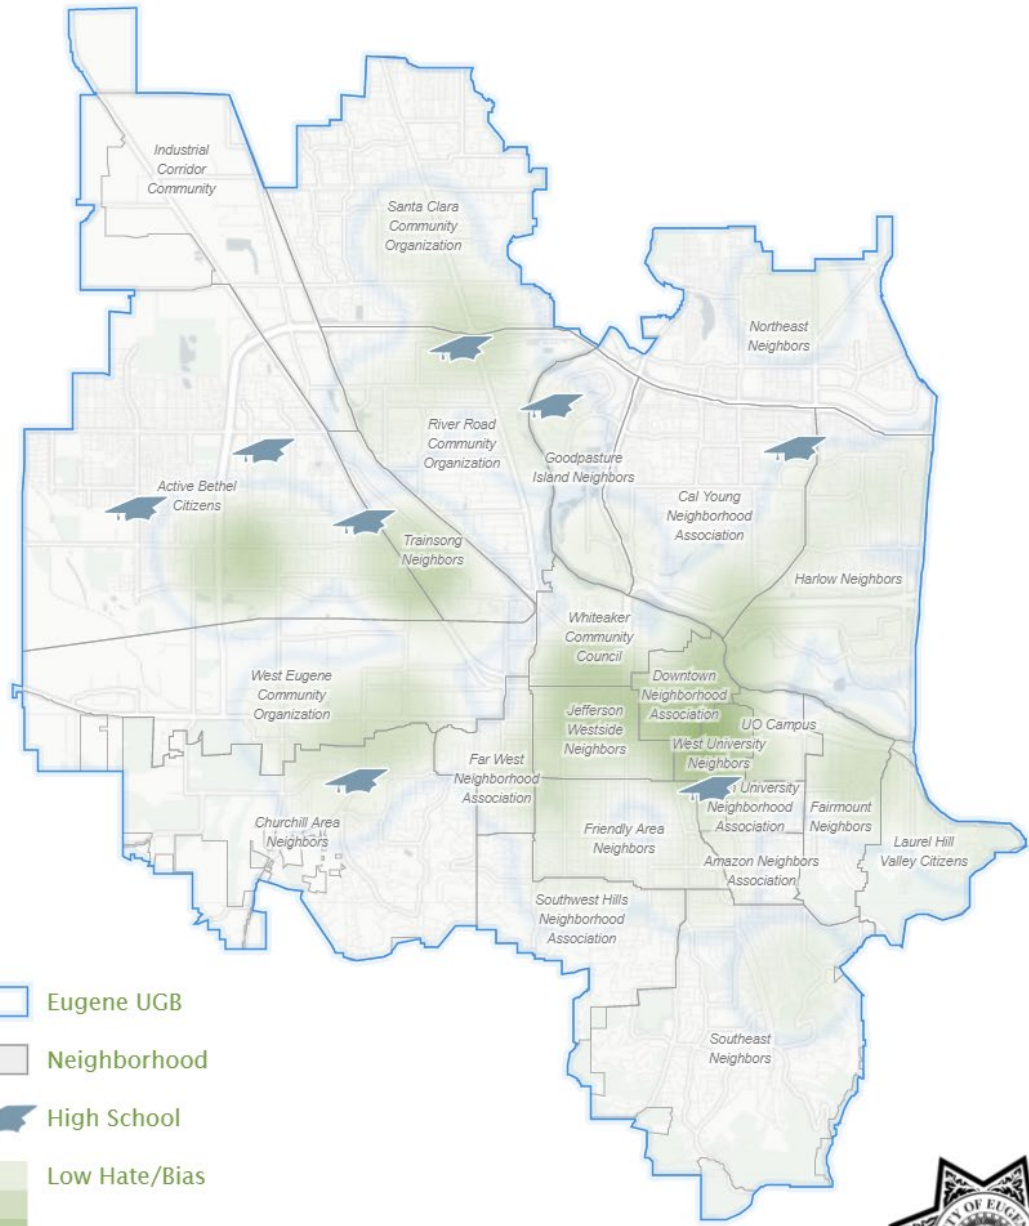 Industrial
Corridor
Community
Santa Clara
Community
Organization
Northeast
Neighbors
River Road
Community
Organization
Goodpasture
Island Neighbors
Active Bethel
Citizens
Cal Young
Neighborhood
Association
Trainsong
Neighbors
Harlow Neighbors
Whiteaker
Community
Council
West Eugene
Community
Organization
Downtown
Neighborhood
Association
Jefferson
Westside
Neighbors
UO Campus
West University
Neighbors
Far West
Neighborhood
Association
University
Neighborhood
Association
Fairmount
Neighbors
Churchill Area
Neighbors
Friendly Area
Neighbors
Laurel Hill
Valley Citizens
Amazon Neighbors
Association
Southwest Hills
Neighborhood
Association
Southeast
Neighbors
Eugene UGB
Neighborhood
High School
Low Hate/Bias
OF EUGE